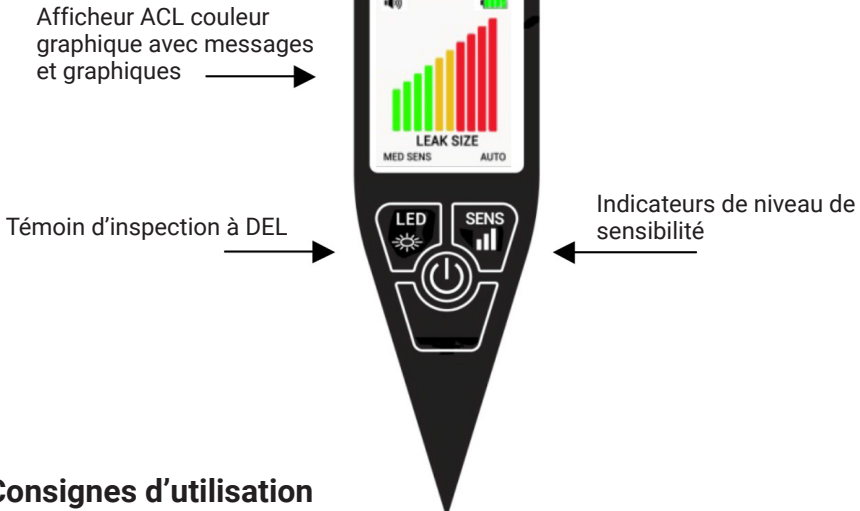 Afficheur ACL couleur
graphique avec messages
et graphiques
LEAK SIZE
MED SENS AUTO
Témoin d'inspection à DEL
LED SENS
Indicateurs de niveau de
sensibilité
Consignes d'utilisation